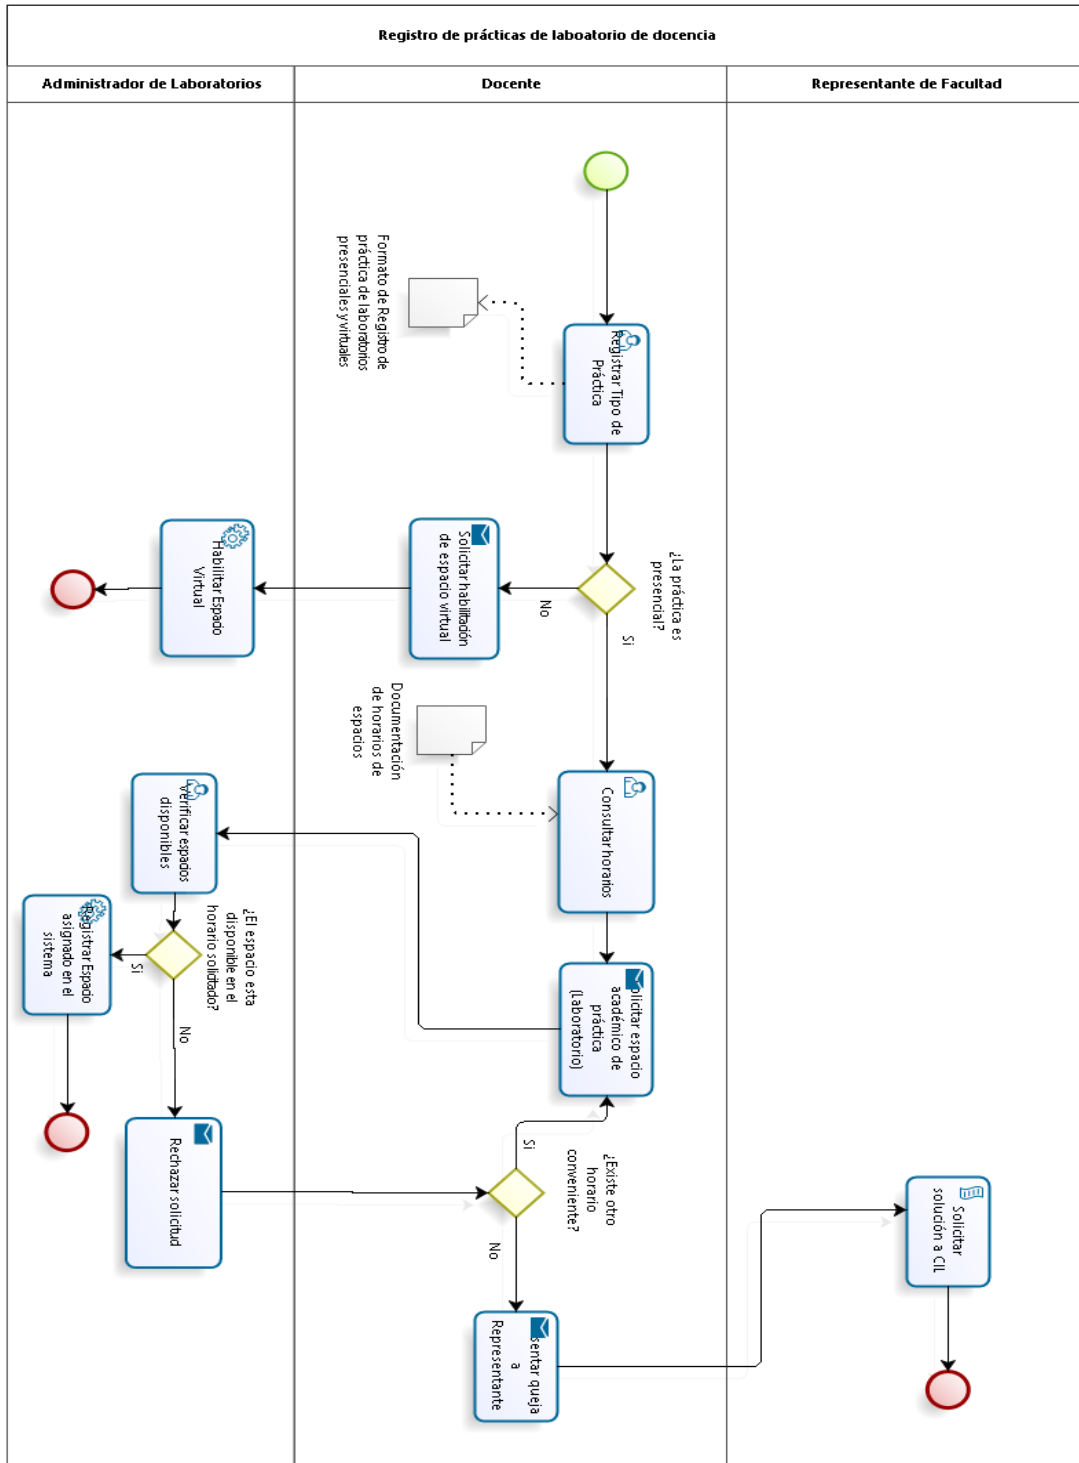 Registro de prácticas de laboatorio de docencia
Administrador de Laboratorios
Docente
Representante de Facultad
Formato de Registro de
práctica de laboratorios
presenciales y virtuales
Registrar Tipo de
Práctica
¿La práctica es
presencial?
No
Si
Solicitar habilitación
de espacio virtual
Habilitar Espacio
Virtual
Documentación
de horarios de
espacios
Consultar horarios
Verificar espacios
disponibles
¿El espacio esta
disponible en el
horario solicitado?
Si
No
Registrar Espacio
asignado en el
sistema
olicitar espacio
académico de
práctica
(Laboratorio)
Rechazar solicitud
¿Existe otro
horario
conveniente?
Si
No
sentar queja
a
Representante
Solicitar
solución a CIL